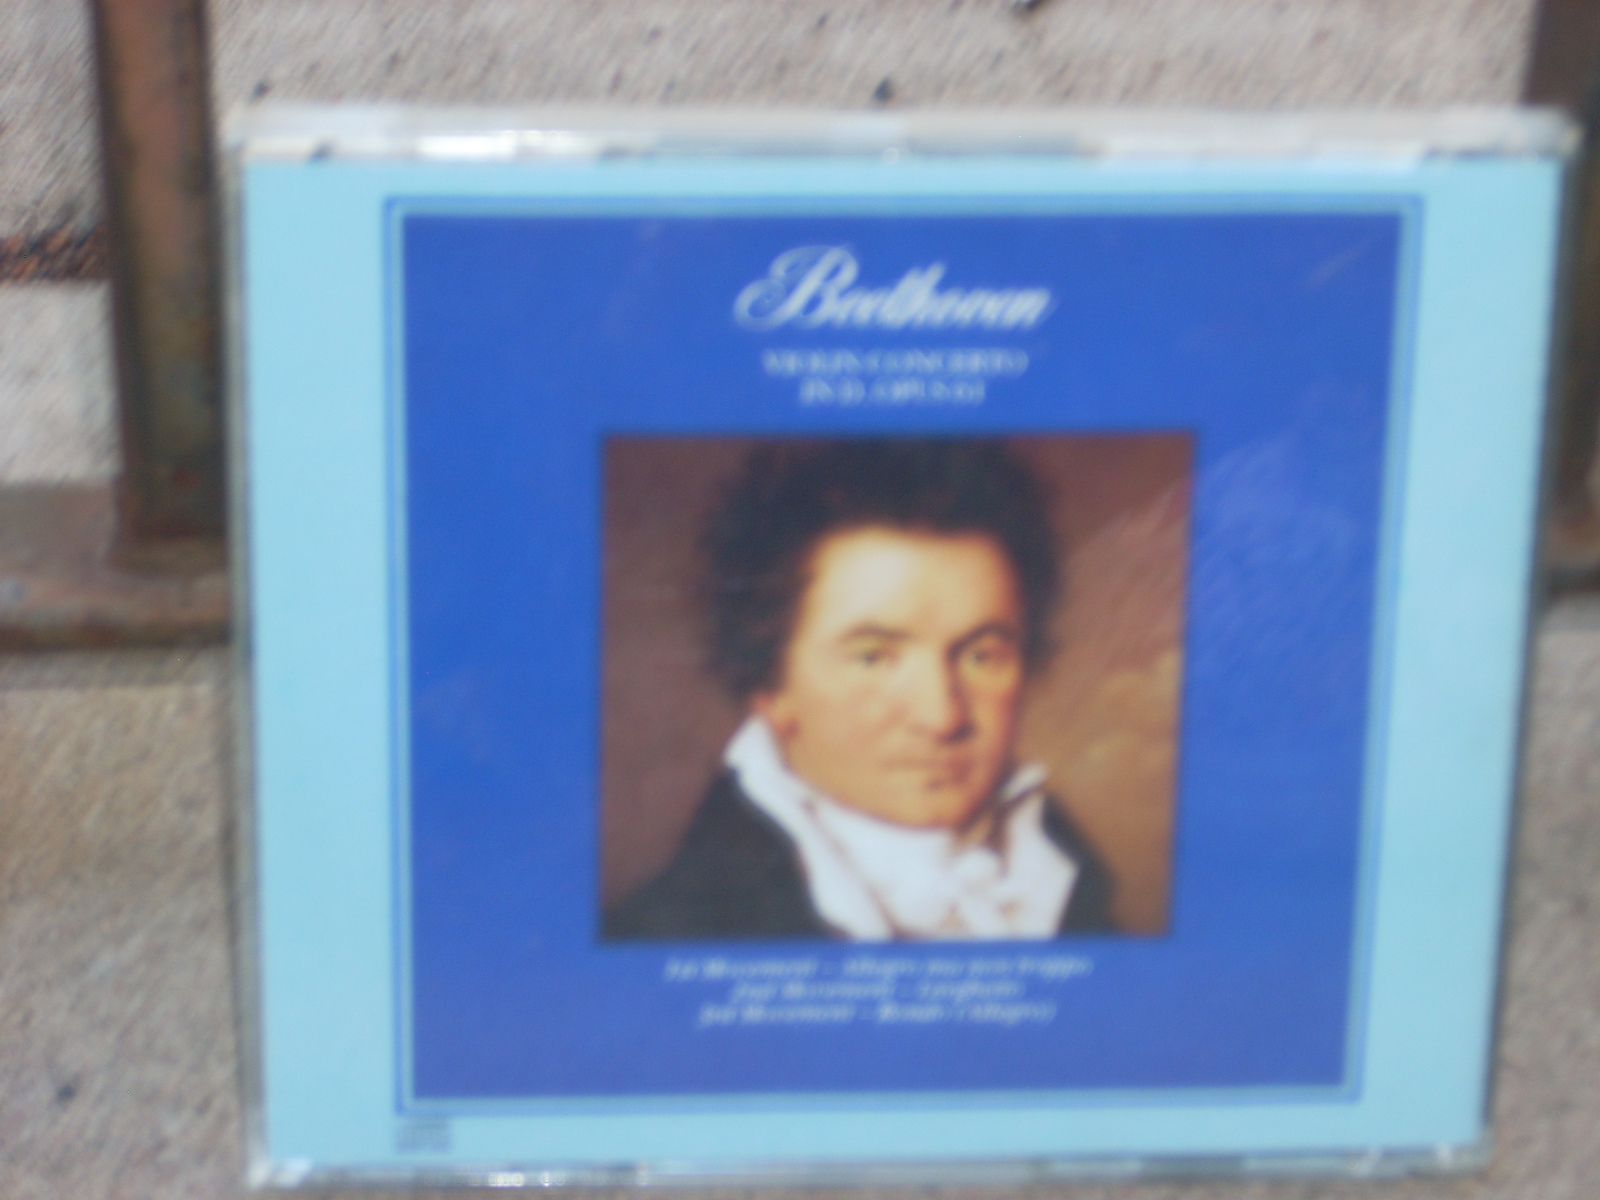 Beethoven
VIOLIN CONCERTO
IN D, OPUS 61
1st Movement – Allegro ma non troppo
2nd Movement – Larghetto
3rd Movement – Rondo (Allegro)